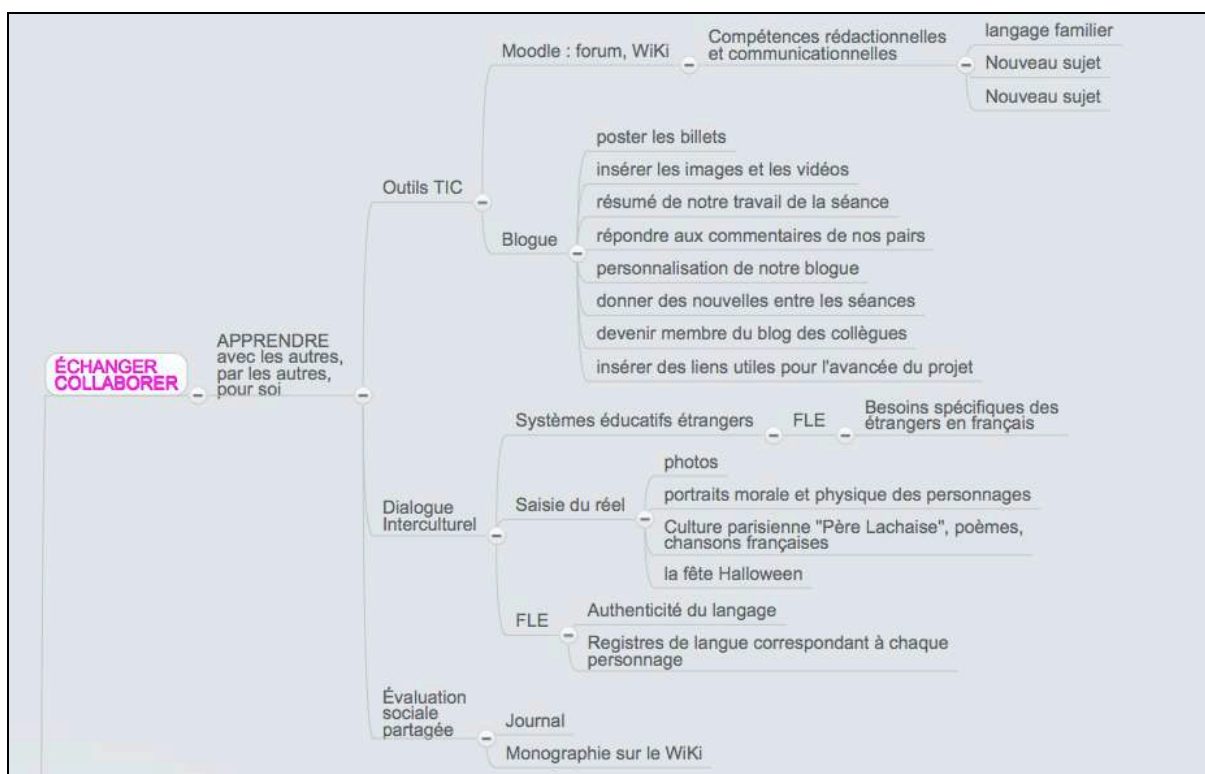 ÉCHANGER
COLLABORER
APPRENDRE
avec les autres,
par les autres,
pour soi
Outils TIC
Moodle : forum, WiKi
Compétences rédactionnelles
et communicationnelles
langage familier
Nouveau sujet
Nouveau sujet
Blogue
poster les billets
insérer les images et les vidéos
résumé de notre travail de la séance
répondre aux commentaires de nos pairs
personnalisation de notre blogue
donner des nouvelles entre les séances
devenir membre du blog des collègues
insérer des liens utiles pour l'avancée du projet
Dialogue
Interculturel
Systèmes éducatifs étrangers
FLE
Besoins spécifiques des
étrangers en français
Saisie du réel
photos
portraits morale et physique des personnages
Culture parisienne "Père Lachaise", poèmes,
chansons françaises
la fête Halloween
FLE
Authenticité du langage
Registres de langue correspondant à chaque
personnage
Évaluation
sociale
partagée
Journal
Monographie sur le WiKi